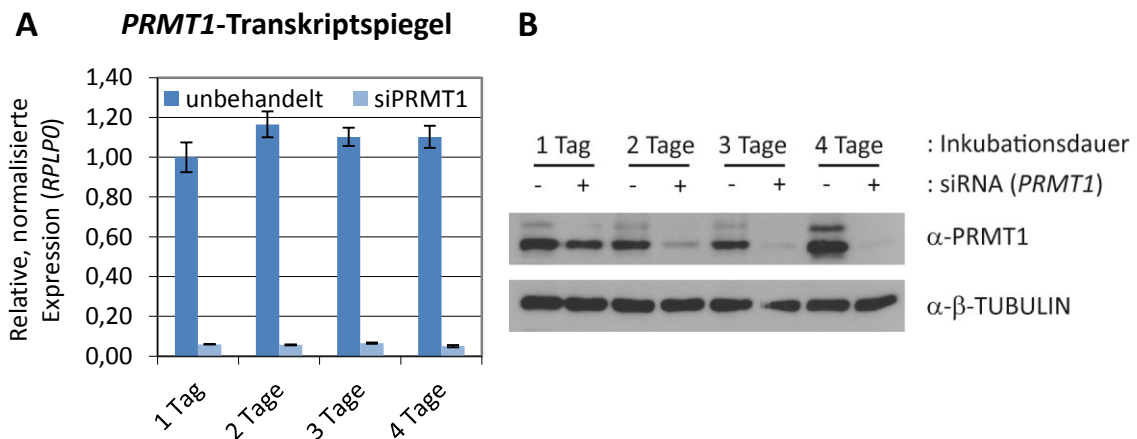 A
PRMT1-Transkriptspiegel
Relative, normalisierte
Expression (RPLP0)
1,40
1,20
1,00
0,80
0,60
0,40
0,20
0,00
unbehandelt siPRMT1
1 Tag
2 Tage
3 Tage
4 Tage
B
1 Tag 2 Tage 3 Tage 4 Tage : Inkubationsdauer
- + - + - + - + : siRNA (PRMT1)
α-PRMT1
α-β-TUBULIN